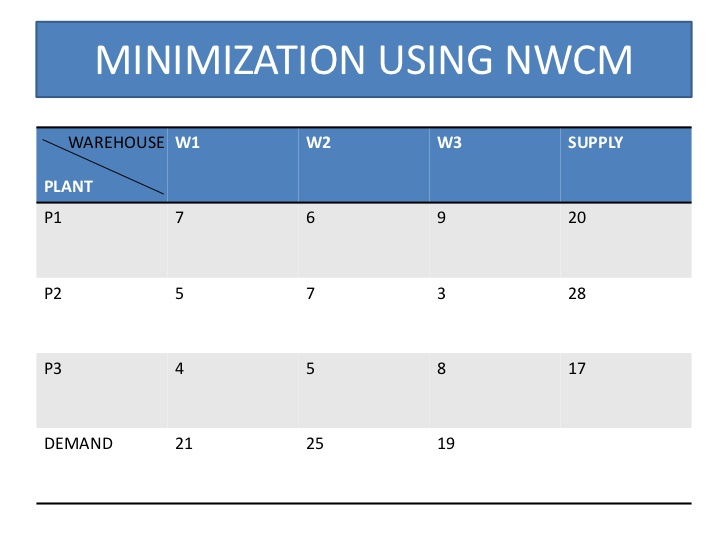 MINIMIZATION USING NWCM
WAREHOUSE W1 W2 W3 SUPPLY
PLANT
P1 7 6 9 20
P2 5 7 3 28
P3 4 5 8 17
DEMAND 21 25 19